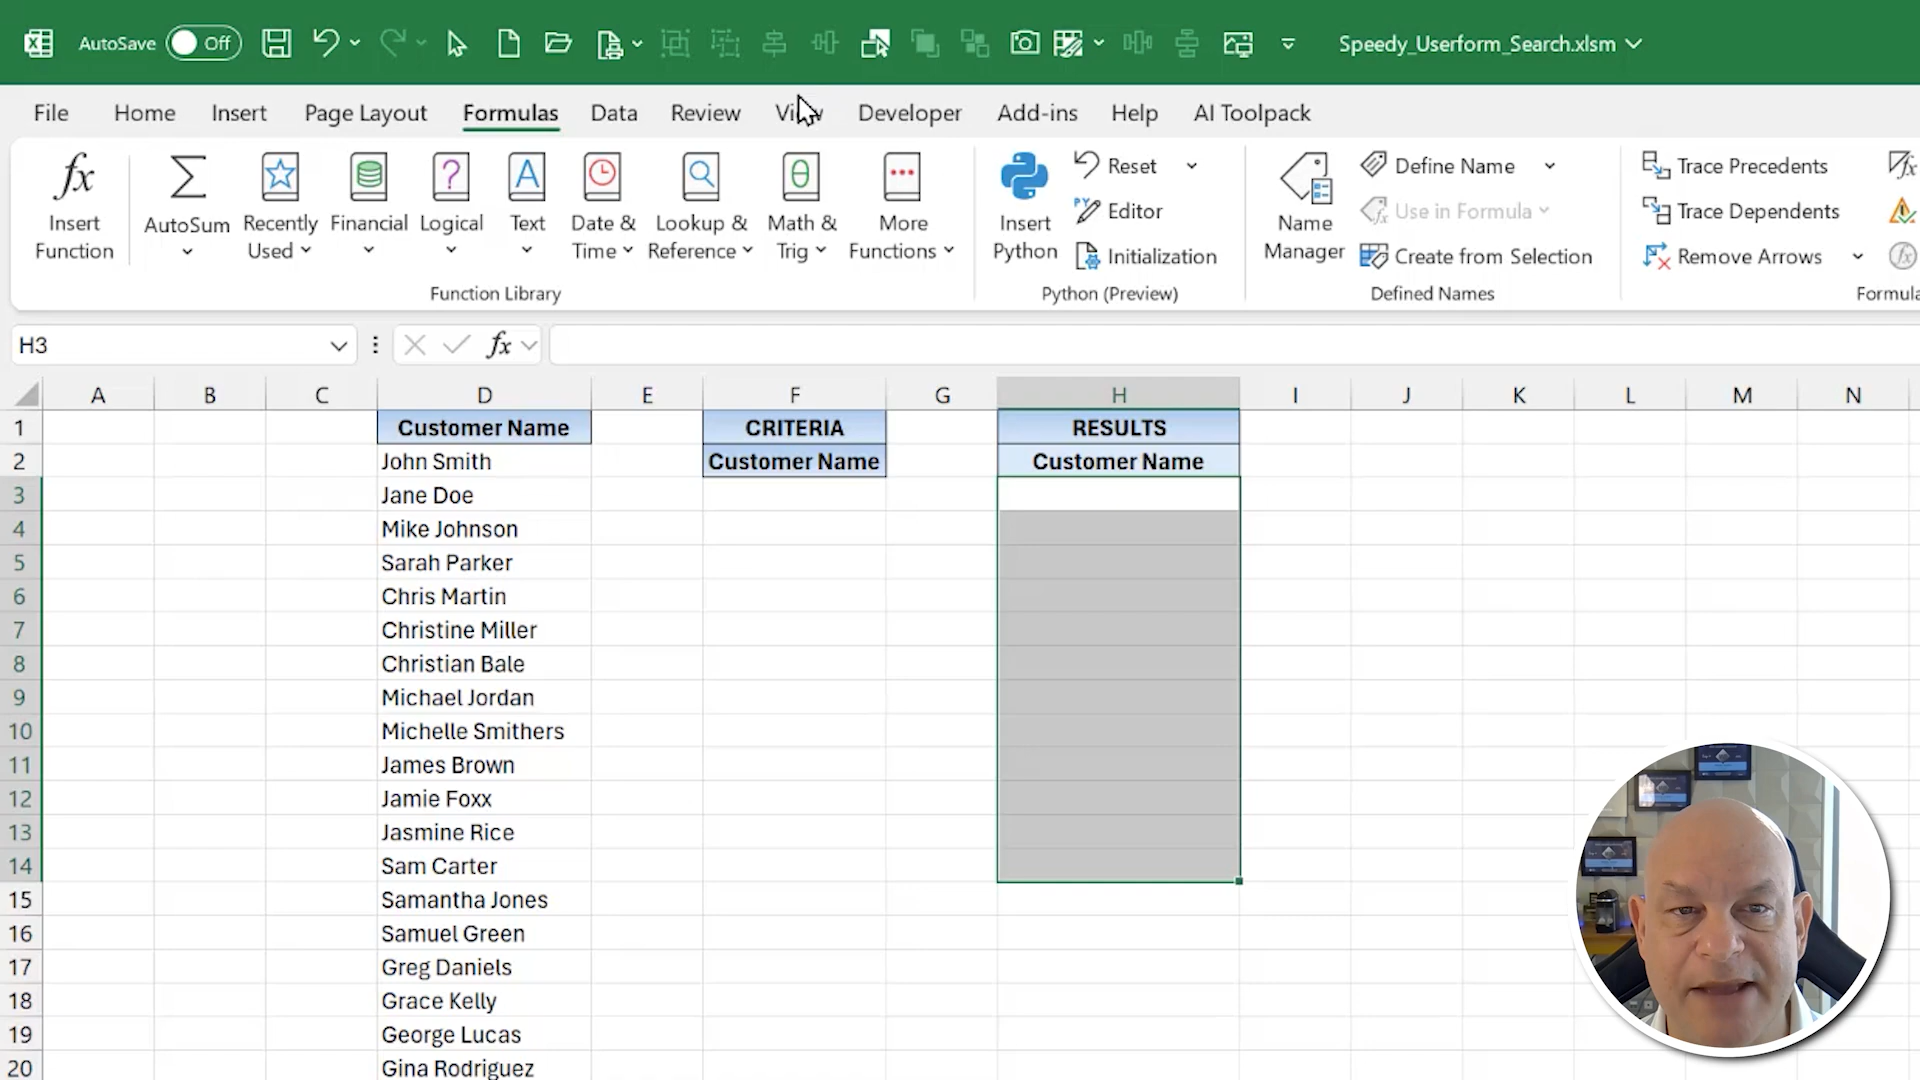 AutoSave Off Speedy_Userform_Search.xlsm
File Home Insert Page Layout Formulas Data Review View Developer Add-ins Help AI Toolpack
Insert Function
AutoSum
Recently Used
Financial
Logical
Text
Date & Time
Lookup & Reference
Math & Trig
More Functions
Function Library
Insert Python
Reset
Editor
Initialization
Python (Preview)
Name Manager
Define Name
Use in Formula
Create from Selection
Defined Names
Trace Precedents
Trace Dependents
Remove Arrows
Formula
H3 fx
A B C D E F G H I J K L M N
1 Customer Name CRITERIA RESULTS
2 John Smith Customer Name Customer Name
3 Jane Doe
4 Mike Johnson
5 Sarah Parker
6 Chris Martin
7 Christine Miller
8 Christian Bale
9 Michael Jordan
10 Michelle Smithers
11 James Brown
12 Jamie Foxx
13 Jasmine Rice
14 Sam Carter
15 Samantha Jones
16 Samuel Green
17 Greg Daniels
18 Grace Kelly
19 George Lucas
20 Gina Rodriguez